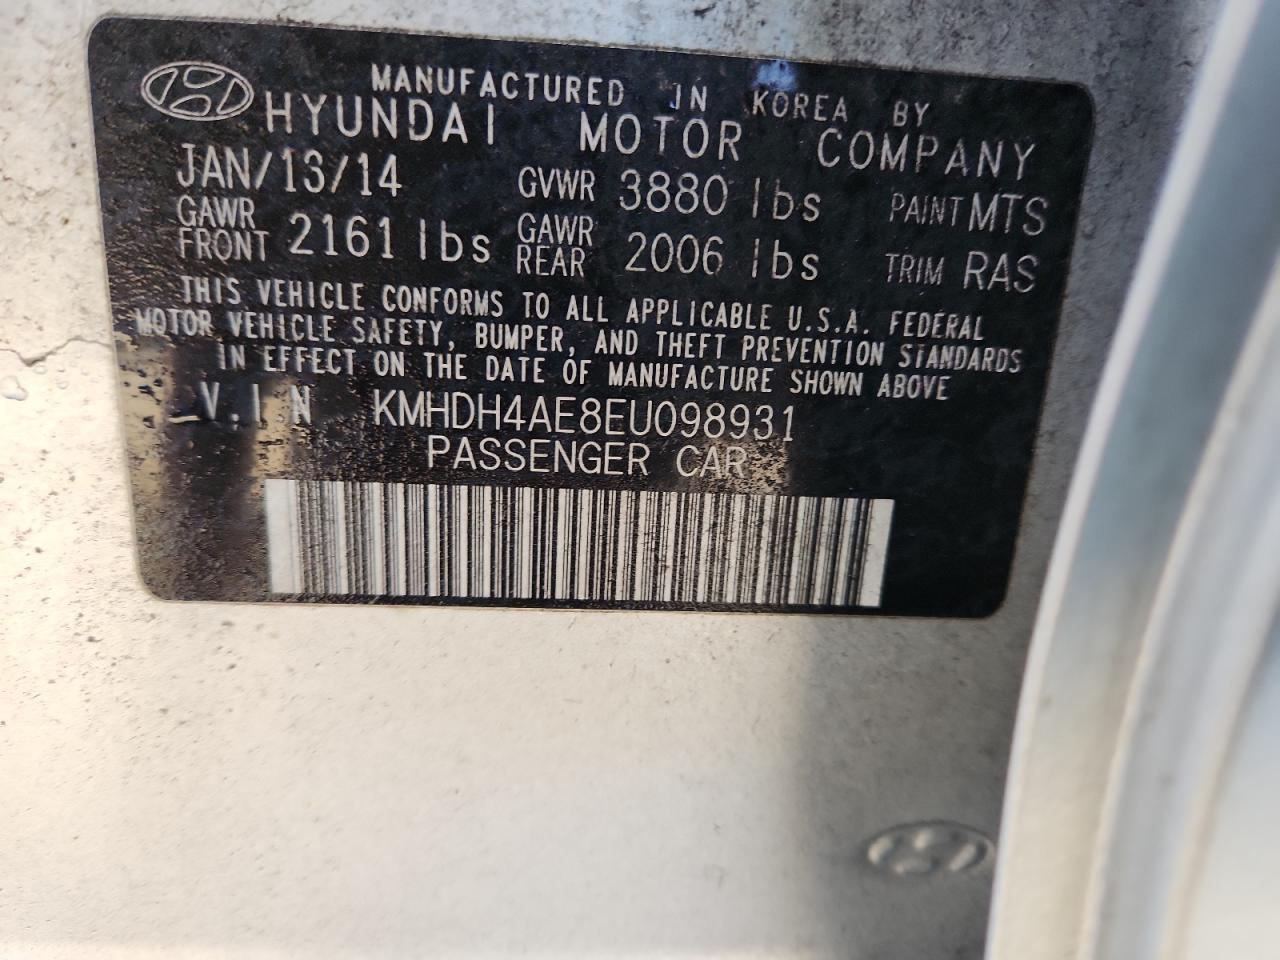 MANUFACTURED IN KOREA BY
HYUNDAI MOTOR COMPANY
JAN/13/14 GVWR 3880 lbs PAINT MTS
GAWR FRONT 2161 lbs GAWR REAR 2006 lbs TRIM RAS
THIS VEHICLE CONFORMS TO ALL APPLICABLE U.S.A. FEDERAL
MOTOR VEHICLE SAFETY, BUMPER, AND THEFT PREVENTION STANDARDS
IN EFFECT ON THE DATE OF MANUFACTURE SHOWN ABOVE
V.I N KMHDH4AE8EU098931
PASSENGER CAR